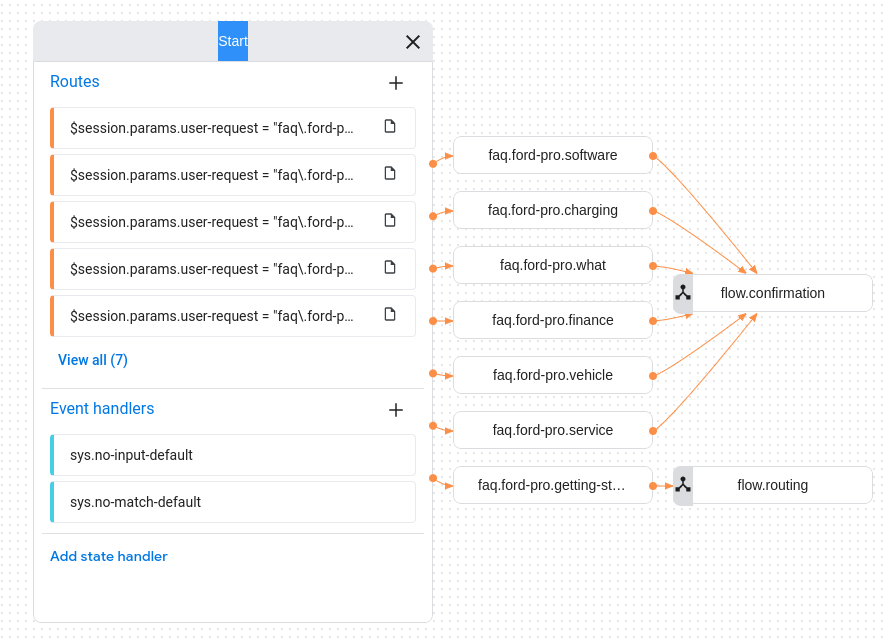 Start
Routes
$session.params.user-request = "faq\.ford-p...
$session.params.user-request = "faq\.ford-p...
$session.params.user-request = "faq\.ford-p...
$session.params.user-request = "faq\.ford-p...
$session.params.user-request = "faq\.ford-p...
View all (7)
Event handlers
sys.no-input-default
sys.no-match-default
Add state handler
faq.ford-pro.software
faq.ford-pro.charging
faq.ford-pro.what
faq.ford-pro.finance
faq.ford-pro.vehicle
faq.ford-pro.service
faq.ford-pro.getting-st...
flow.confirmation
flow.routing